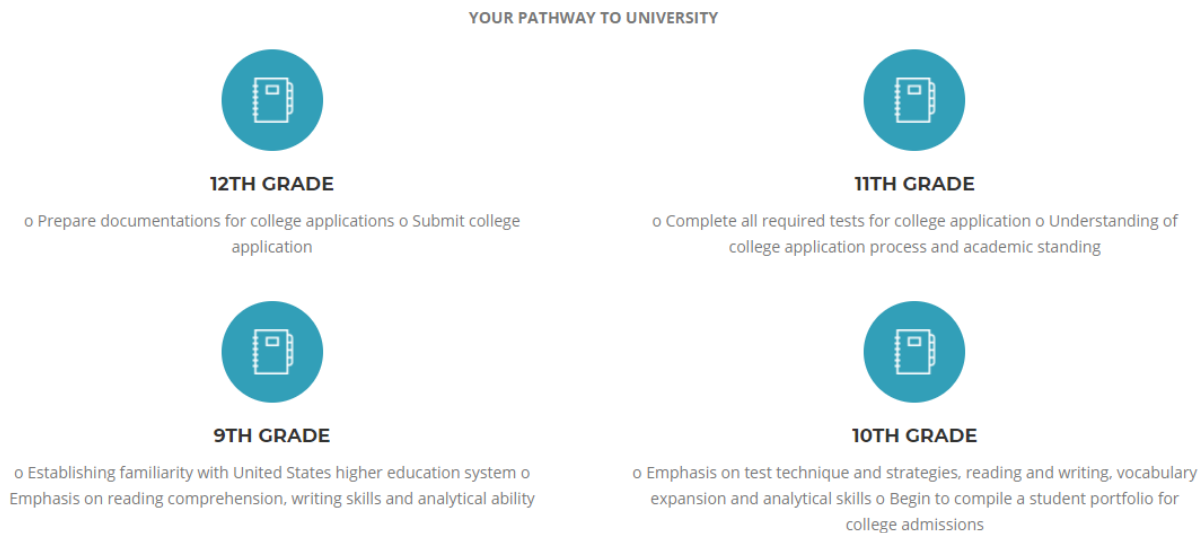 YOUR PATHWAY TO UNIVERSITY
12TH GRADE
o Prepare documentations for college applications o Submit college
application
11TH GRADE
o Complete all required tests for college application o Understanding of
college application process and academic standing
9TH GRADE
o Establishing familiarity with United States higher education system o
Emphasis on reading comprehension, writing skills and analytical ability
10TH GRADE
o Emphasis on test technique and strategies, reading and writing, vocabulary
expansion and analytical skills o Begin to compile a student portfolio for
college admissions